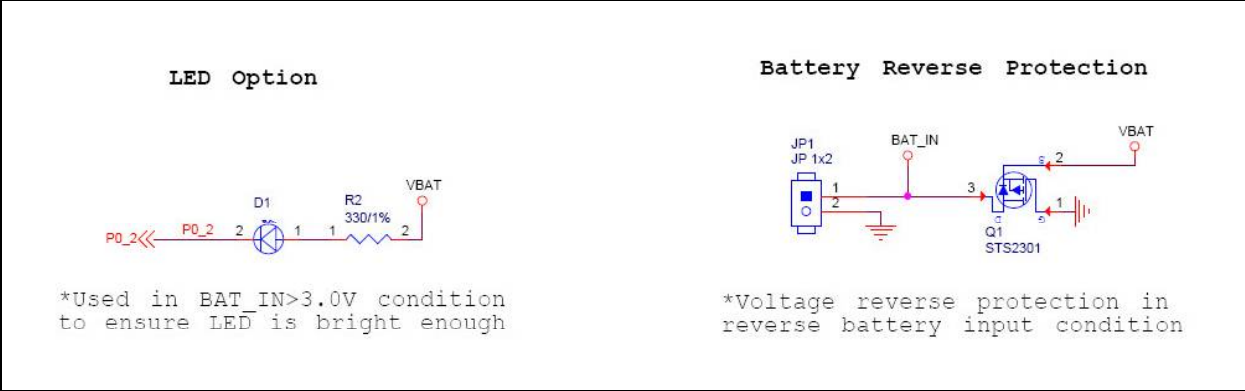 LED Option
Battery Reverse Protection
D1
R2
330/1%
VBAT
P0_2
P0_2
2
1
1
2
*Used in BAT_IN>3.0V condition
to ensure LED is bright enough
JP1
JP 1x2
1
2
BAT_IN
3
S
2
VBAT
D
G
1
Q1
STS2301
*Voltage reverse protection in
reverse battery input condition